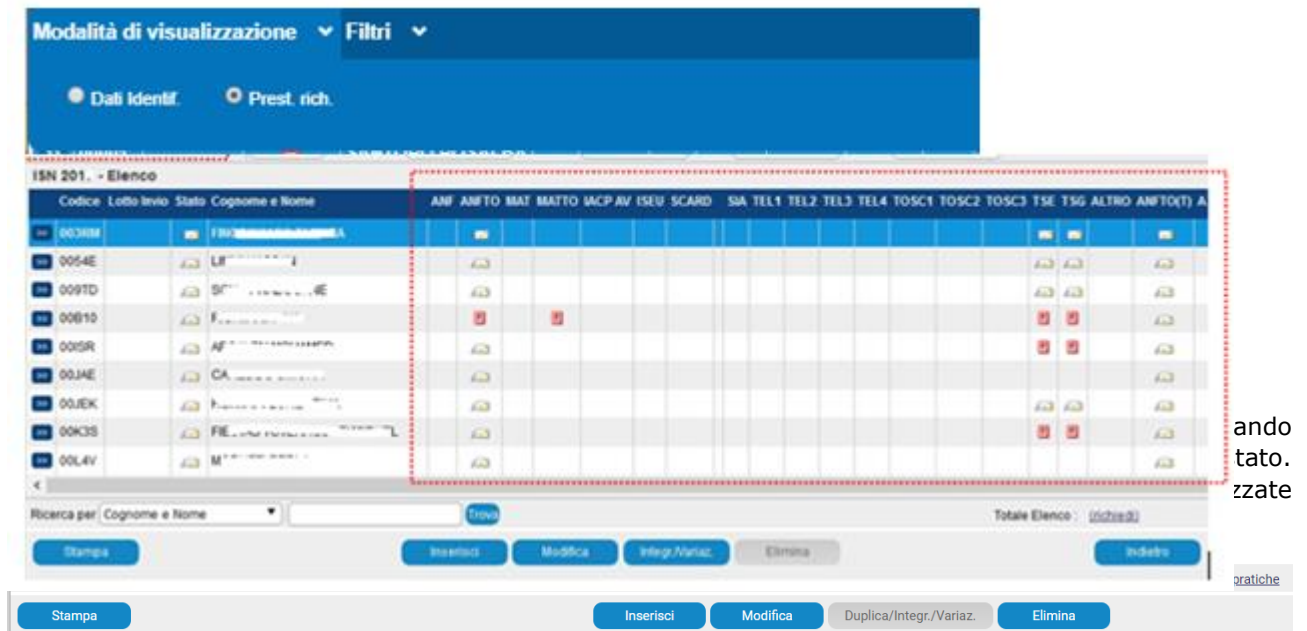 Modalità di visualizzazione Filtri
Dati Identif. Prest. rich.
ISN 201. - Elenco
Codice Lotto Invio Stato Cognome e Nome ANF ANFTO MAT MATTO IACP AV ISEU SCARD SIA TEL1 TEL2 TEL3 TEL4 TOSC1 TOSC2 TOSC3 TSE TSG ALTRO ANFTO(T) A
003RM
0054E
009TD
00B10
00ISR
00JAE CA
00JEK
00K3S FIE
00L4V M
ando
tato.
zzate
Ricerca per Cognome e Nome Trova Totale Elenco : (richiedi)
Stampa Inserisci Modifica Integr./Variaz. Elimina Indietro
pratiche
Stampa Inserisci Modifica Duplica/Integr./Variaz. Elimina